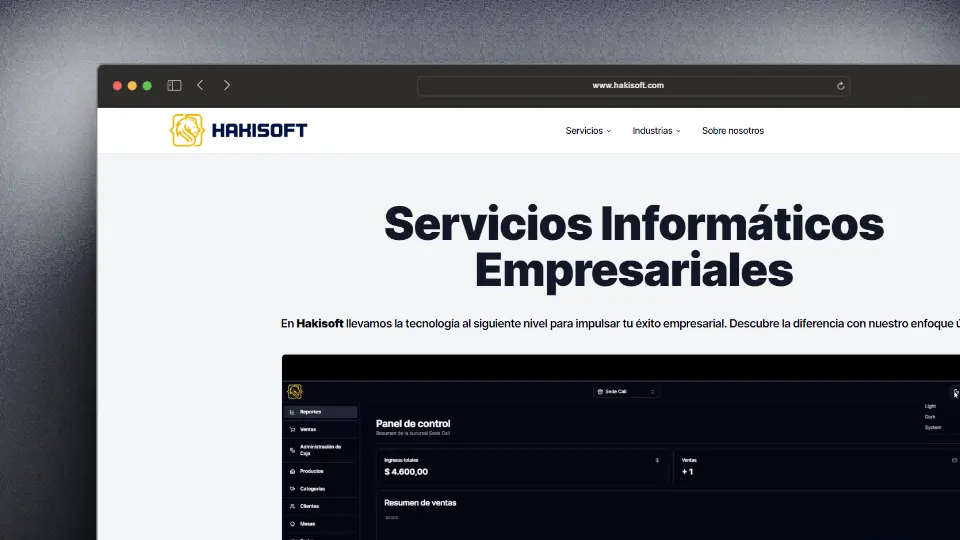 www.hakisoft.com
HAKISOFT
Servicios
Industrias
Sobre nosotros
Servicios Informáticos
Empresariales
En Hakisoft llevamos la tecnología al siguiente nivel para impulsar tu éxito empresarial. Descubre la diferencia con nuestro enfoque
Sede Cali
Light
Dark
System
Reportes
Ventas
Administración de
Caja
Productos
Categorías
Clientes
Mesas
Panel de control
Resumen de la sucursal Sede Cali
Ingresos totales
$
$ 4.600,00
Ventas
+ 1
Resumen de ventas